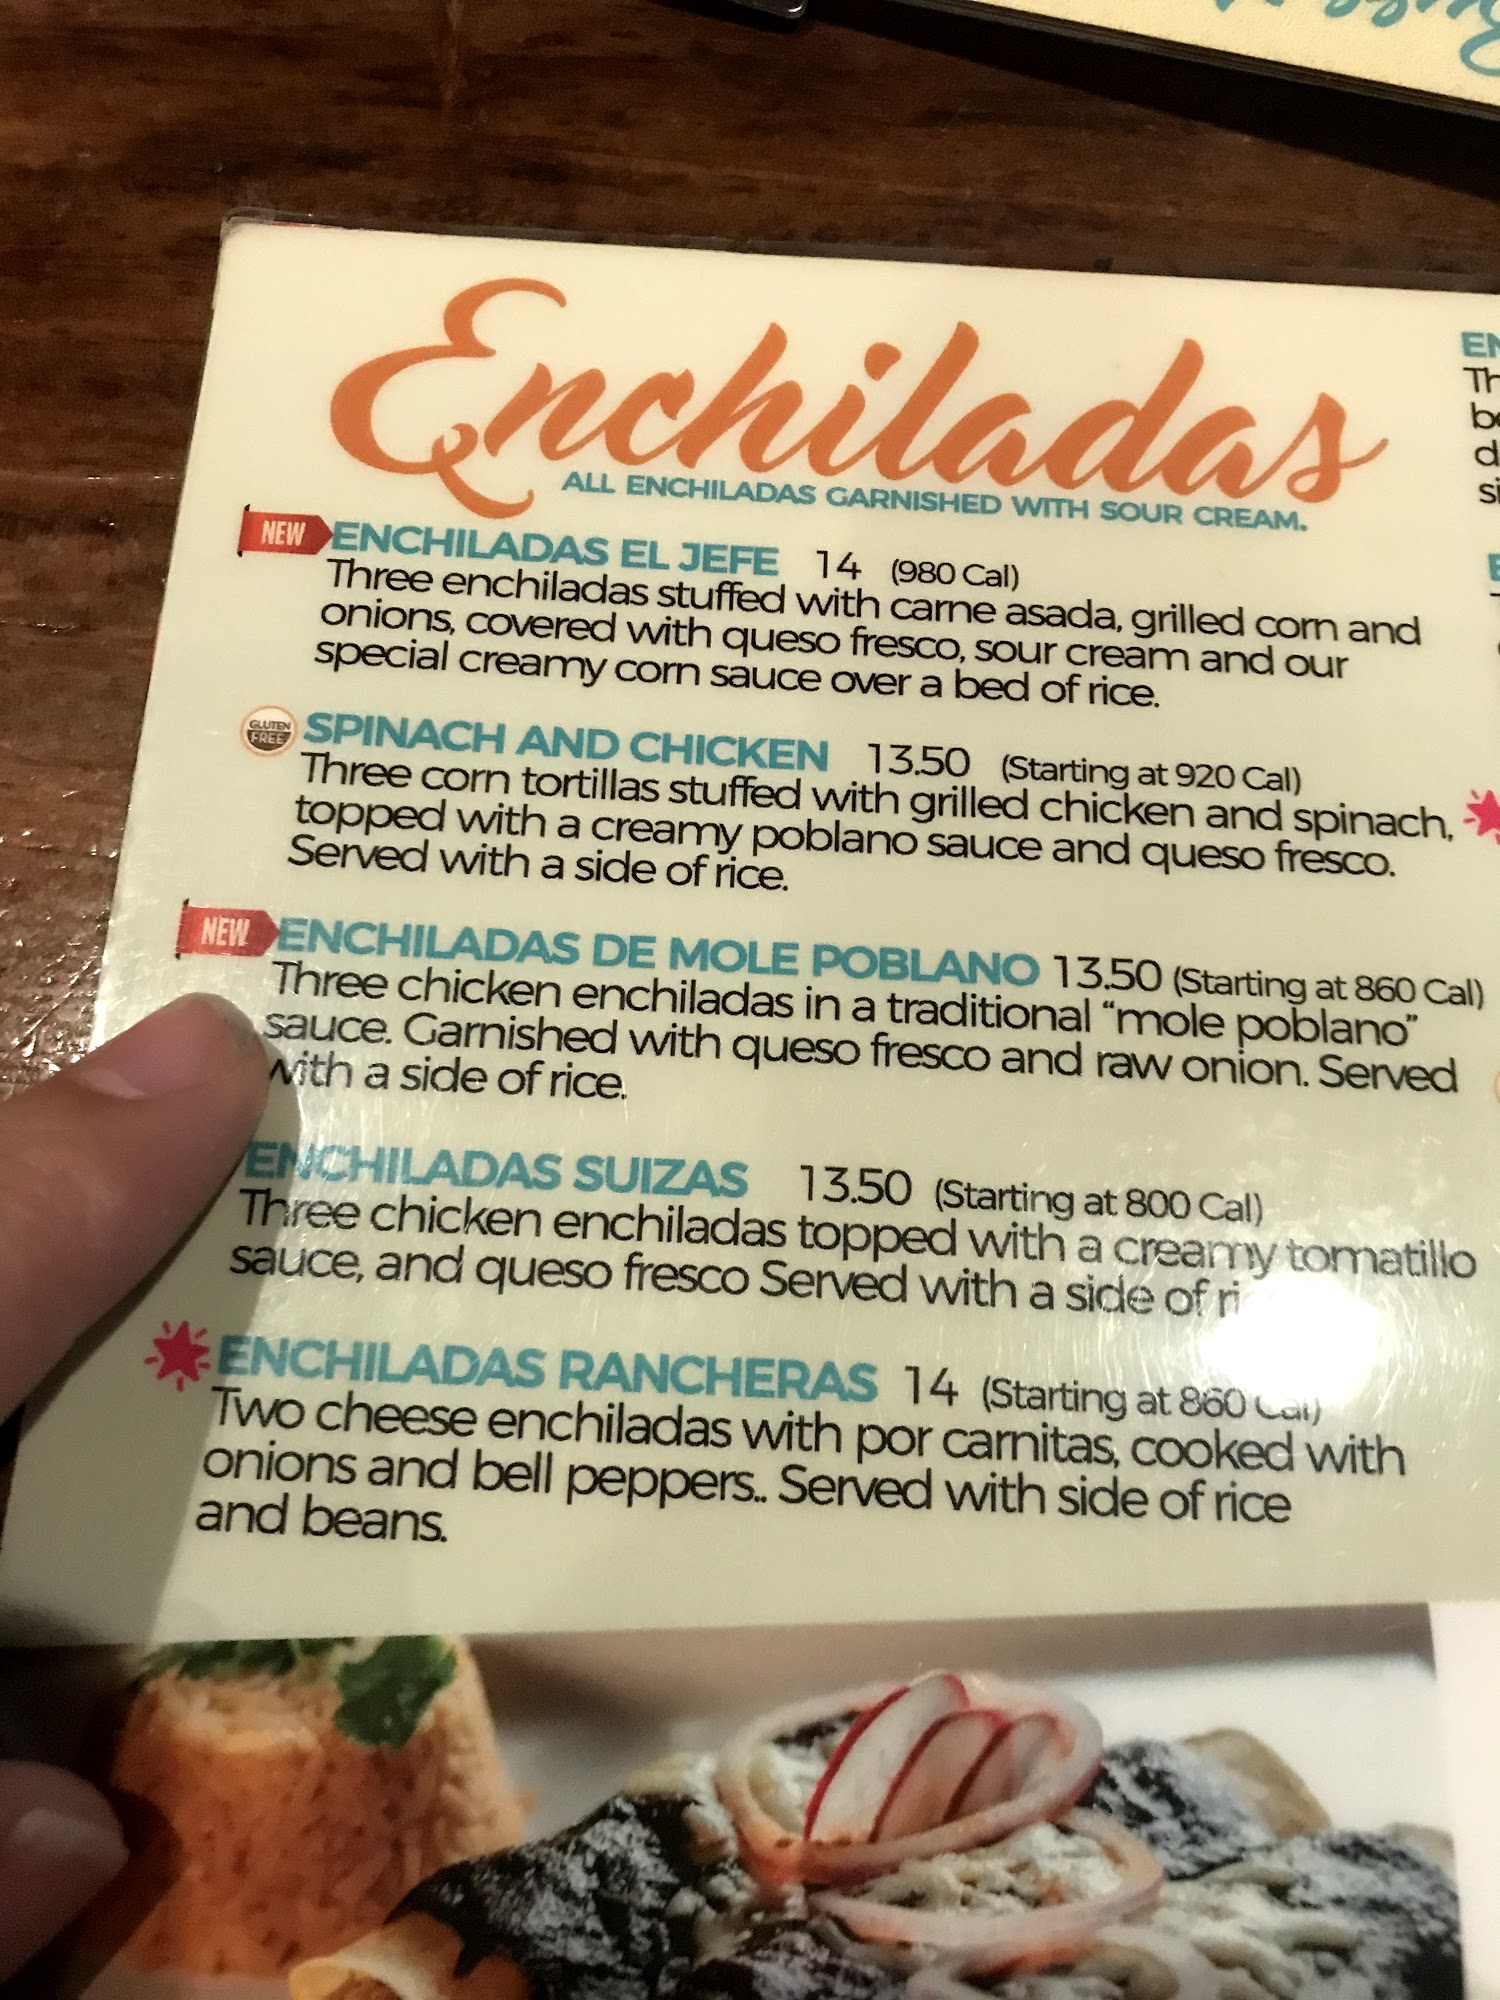 Enchiladas
ALL ENCHILADAS GARNISHED WITH SOUR CREAM.
NEW ENCHILADAS EL JEFE 14 (980 Cal)
Three enchiladas stuffed with carne asada, grilled corn and
onions, covered with queso fresco, sour cream and our
special creamy corn sauce over a bed of rice.
GLUTEN
FREE
SPINACH AND CHICKEN 13.50 (Starting at 920 Cal)
Three corn tortillas stuffed with grilled chicken and spinach,
topped with a creamy poblano sauce and queso fresco.
Served with a side of rice.
NEW ENCHILADAS DE MOLE POBLANO 13.50 (Starting at 860 Cal)
Three chicken enchiladas in a traditional “mole poblano”
sauce. Garnished with queso fresco and raw onion. Served
with a side of rice.
ENCHILADAS SUIZAS 13.50 (Starting at 800 Cal)
Three chicken enchiladas topped with a creamy tomatillo
sauce, and queso fresco Served with a side of
ENCHILADAS RANCHERAS 14 (Starting at 860 Cal)
Two cheese enchiladas with por carnitas, cooked with
onions and bell peppers.. Served with side of rice
and beans.